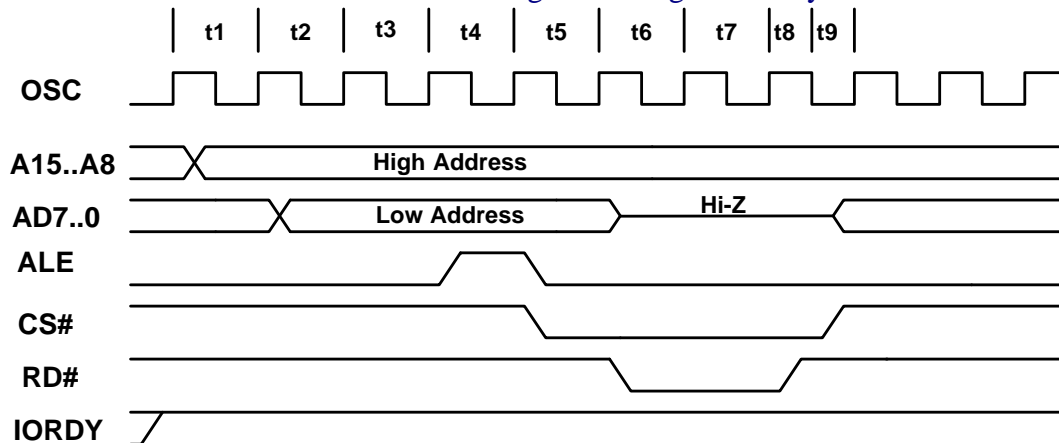 t1 t2 t3 t4 t5 t6 t7 t8 t9
OSC
A15..A8 High Address
AD7..0 Low Address Hi-Z
ALE
CS#
RD#
IORDY